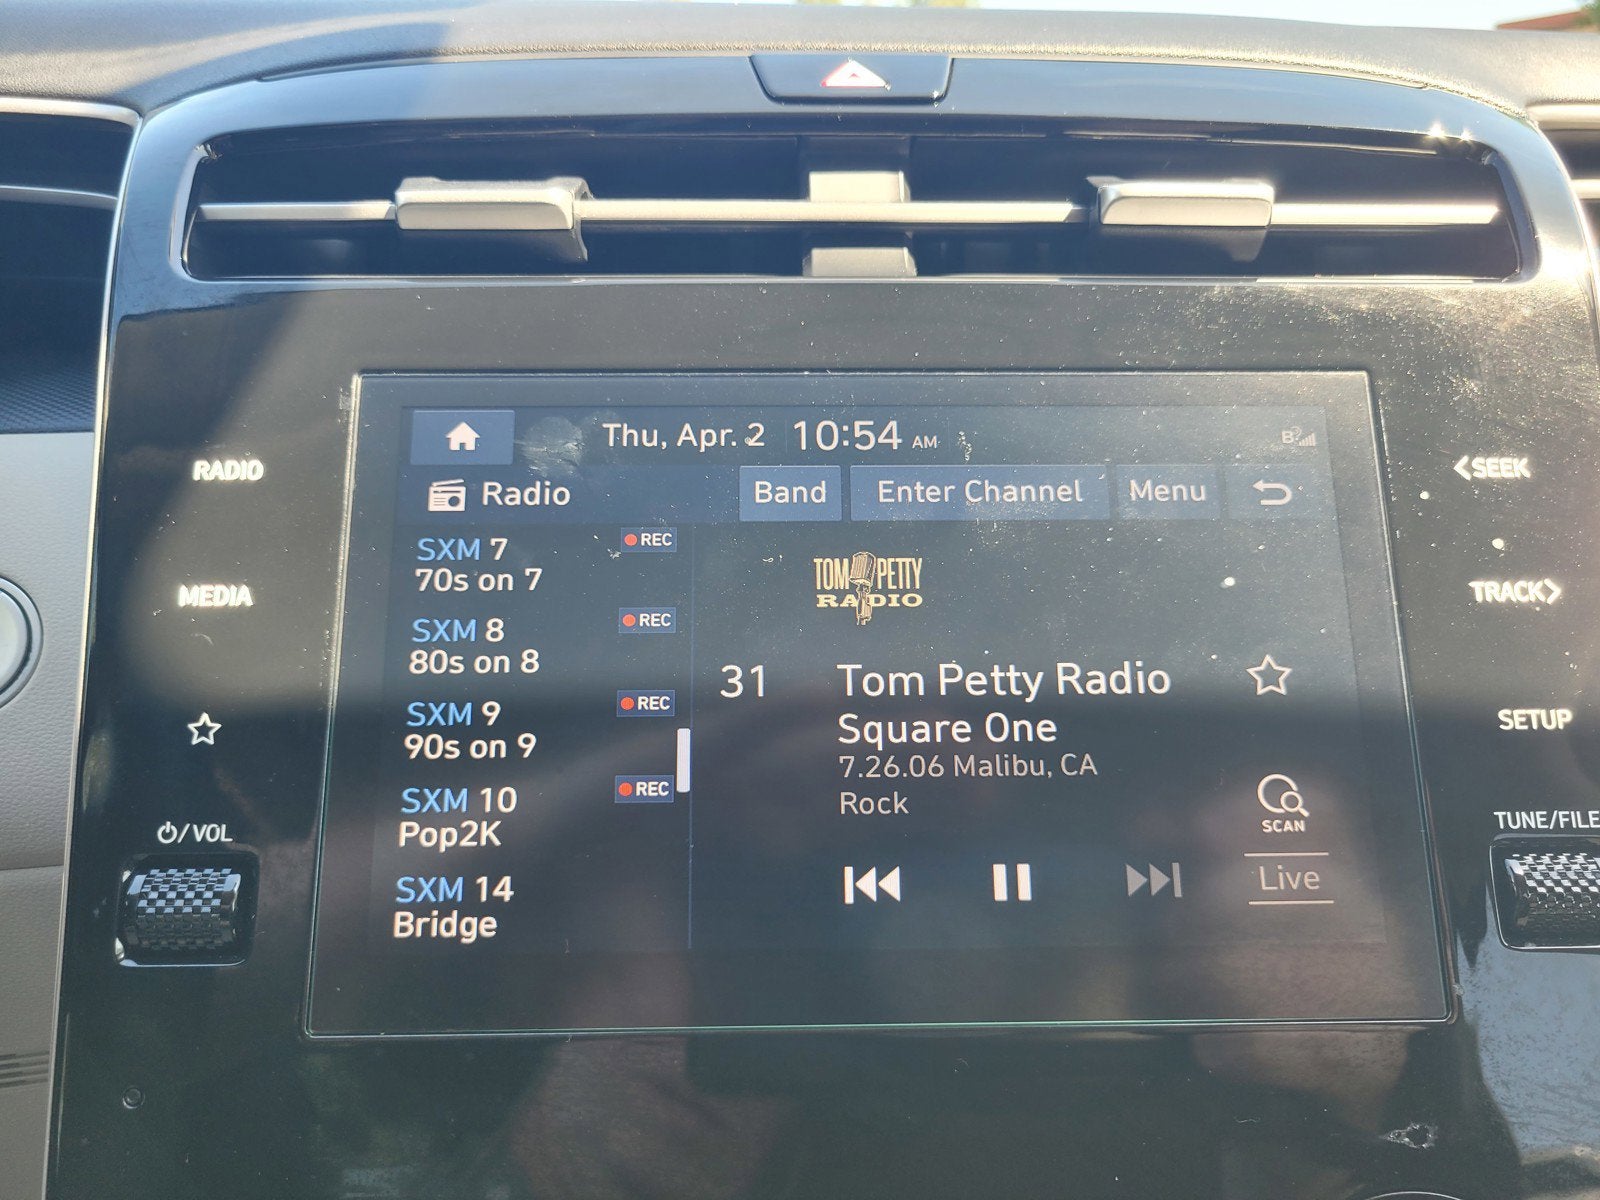 Thu, Apr. 2 10:54 AM
Radio Band Enter Channel Menu
RADIO
MEDIA
VOL
SXM 7 REC
70s on 7
SXM 8 REC
80s on 8
SXM 9 REC
90s on 9
SXM 10 REC
Pop2K
SXM 14
Bridge
TOM PETTY
RADIO
31 Tom Petty Radio
Square One
7.26.06 Malibu, CA
Rock
SCAN
Live
SEEK
TRACK
SETUP
TUNE/FILE